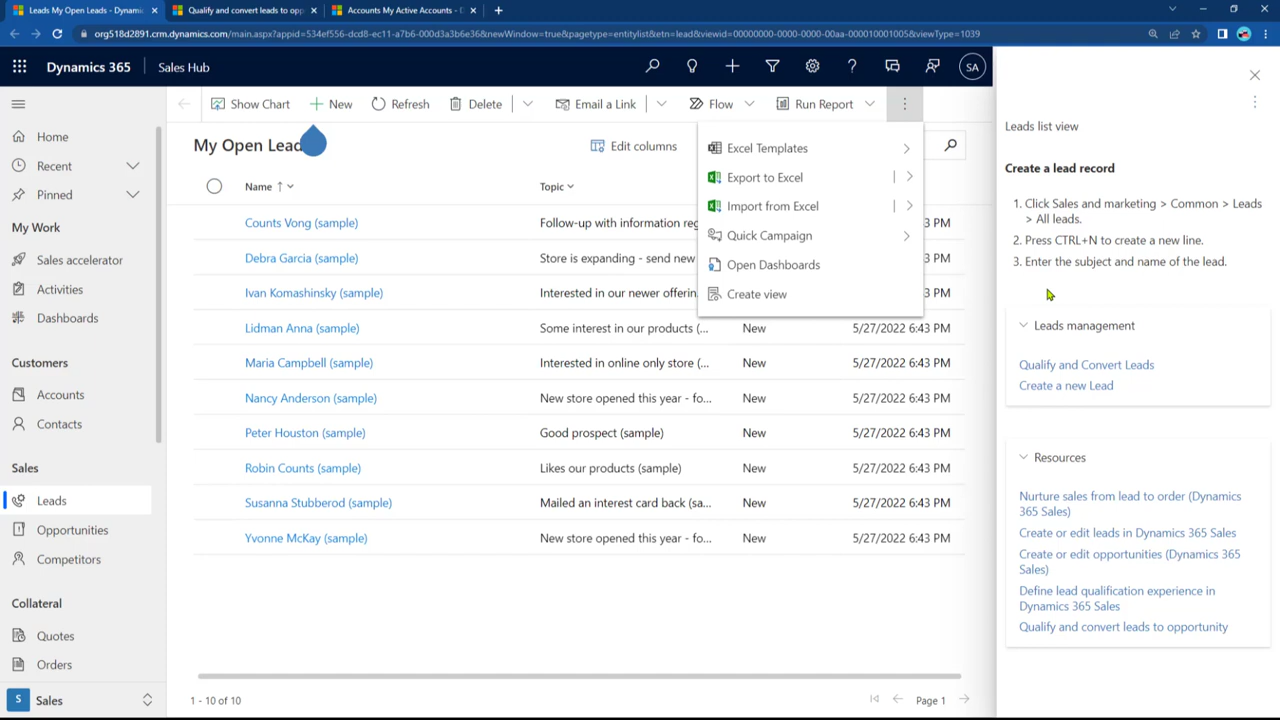 Leads My Open Leads - Dynami
Qualify and convert leads to opp
Accounts My Active Accounts - D
org518d2891.crm.dynamics.com/main.aspx?appid=534ef556-dcd8-ec11-a7b6-000d3a3b6e36&newWindow=true&pagetype=entitylist&etn=lead&viewid=00000000-0000-0000-00aa-000010001005&viewType=1039
Dynamics 365
Sales Hub
SA
Show Chart
New
Refresh
Delete
Email a Link
Flow
Run Report
Home
Recent
Pinned
My Work
Sales accelerator
Activities
Dashboards
Customers
Accounts
Contacts
Sales
Leads
Opportunities
Competitors
Collateral
Quotes
Orders
S Sales
My Open Lead
Edit columns
Name
Topic
Counts Vong (sample) Follow-up with information req 3 PM
Debra Garcia (sample) Store is expanding - send new 3 PM
Ivan Komashinsky (sample) Interested in our newer offerin 3 PM
Lidman Anna (sample) Some interest in our products (... New 5/27/2022 6:43 PM
Maria Campbell (sample) Interested in online only store (... New 5/27/2022 6:43 PM
Nancy Anderson (sample) New store opened this year - fo... New 5/27/2022 6:43 PM
Peter Houston (sample) Good prospect (sample) New 5/27/2022 6:43 PM
Robin Counts (sample) Likes our products (sample) New 5/27/2022 6:43 PM
Susanna Stubberod (sample) Mailed an interest card back (sa... New 5/27/2022 6:43 PM
Yvonne McKay (sample) New store opened this year - fo... New 5/27/2022 6:43 PM
1 - 10 of 10
Page 1
Excel Templates
Export to Excel
Import from Excel
Quick Campaign
Open Dashboards
Create view
Leads list view
Create a lead record
1. Click Sales and marketing > Common > Leads
> All leads.
2. Press CTRL+N to create a new line.
3. Enter the subject and name of the lead.
Leads management
Qualify and Convert Leads
Create a new Lead
Resources
Nurture sales from lead to order (Dynamics
365 Sales)
Create or edit leads in Dynamics 365 Sales
Create or edit opportunities (Dynamics 365
Sales)
Define lead qualification experience in
Dynamics 365 Sales
Qualify and convert leads to opportunity